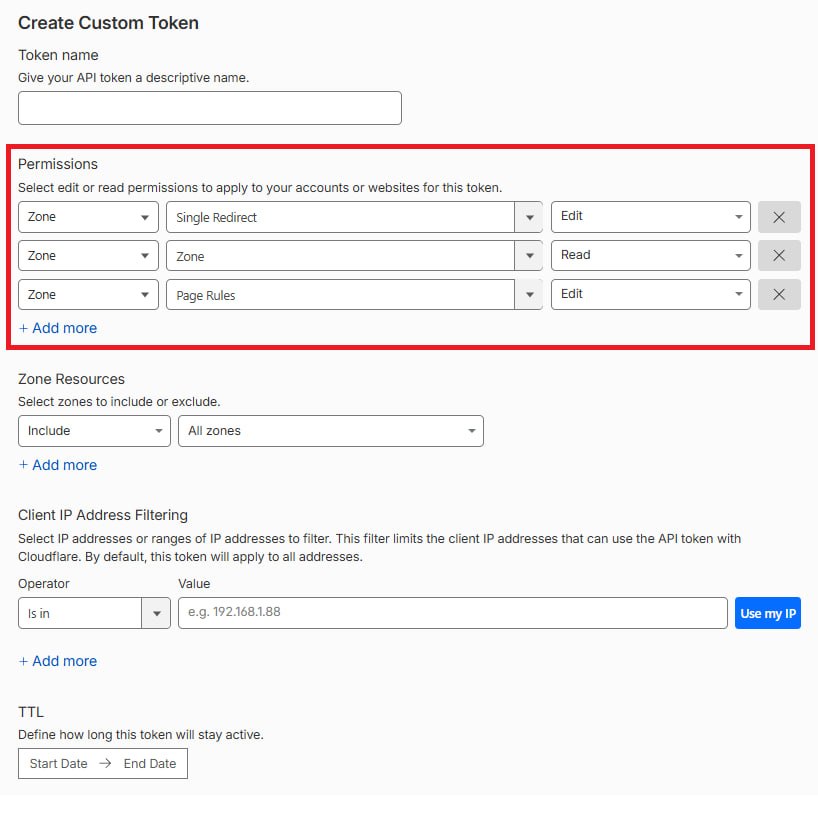 Create Custom Token
Token name
Give your API token a descriptive name.
Permissions
Select edit or read permissions to apply to your accounts or websites for this token.
Zone Single Redirect Edit
Zone Zone Read
Zone Page Rules Edit
+ Add more
Zone Resources
Select zones to include or exclude.
Include All zones
+ Add more
Client IP Address Filtering
Select IP addresses or ranges of IP addresses to filter. This filter limits the client IP addresses that can use the API token with
Cloudflare. By default, this token will apply to all addresses.
Operator Value
Is in e.g. 192.168.1.88 Use my IP
+ Add more
TTL
Define how long this token will stay active.
Start Date → End Date